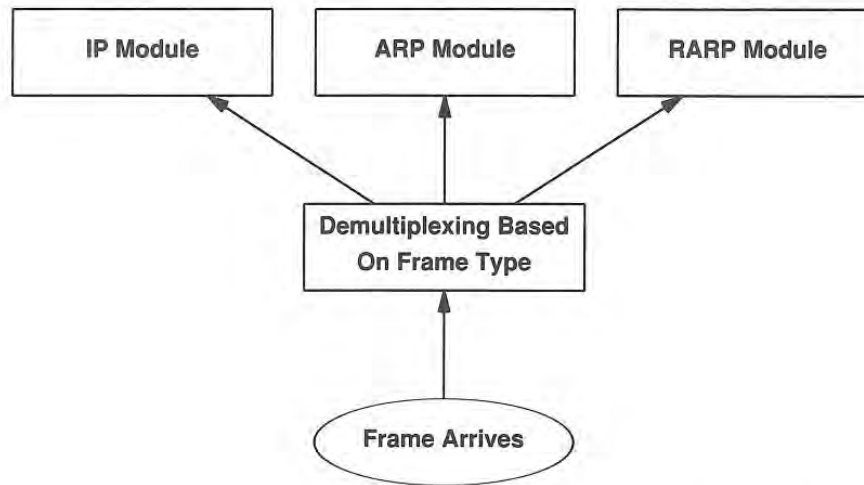 IP Module
ARP Module
RARP Module
Demultiplexing Based
On Frame Type
Frame Arrives